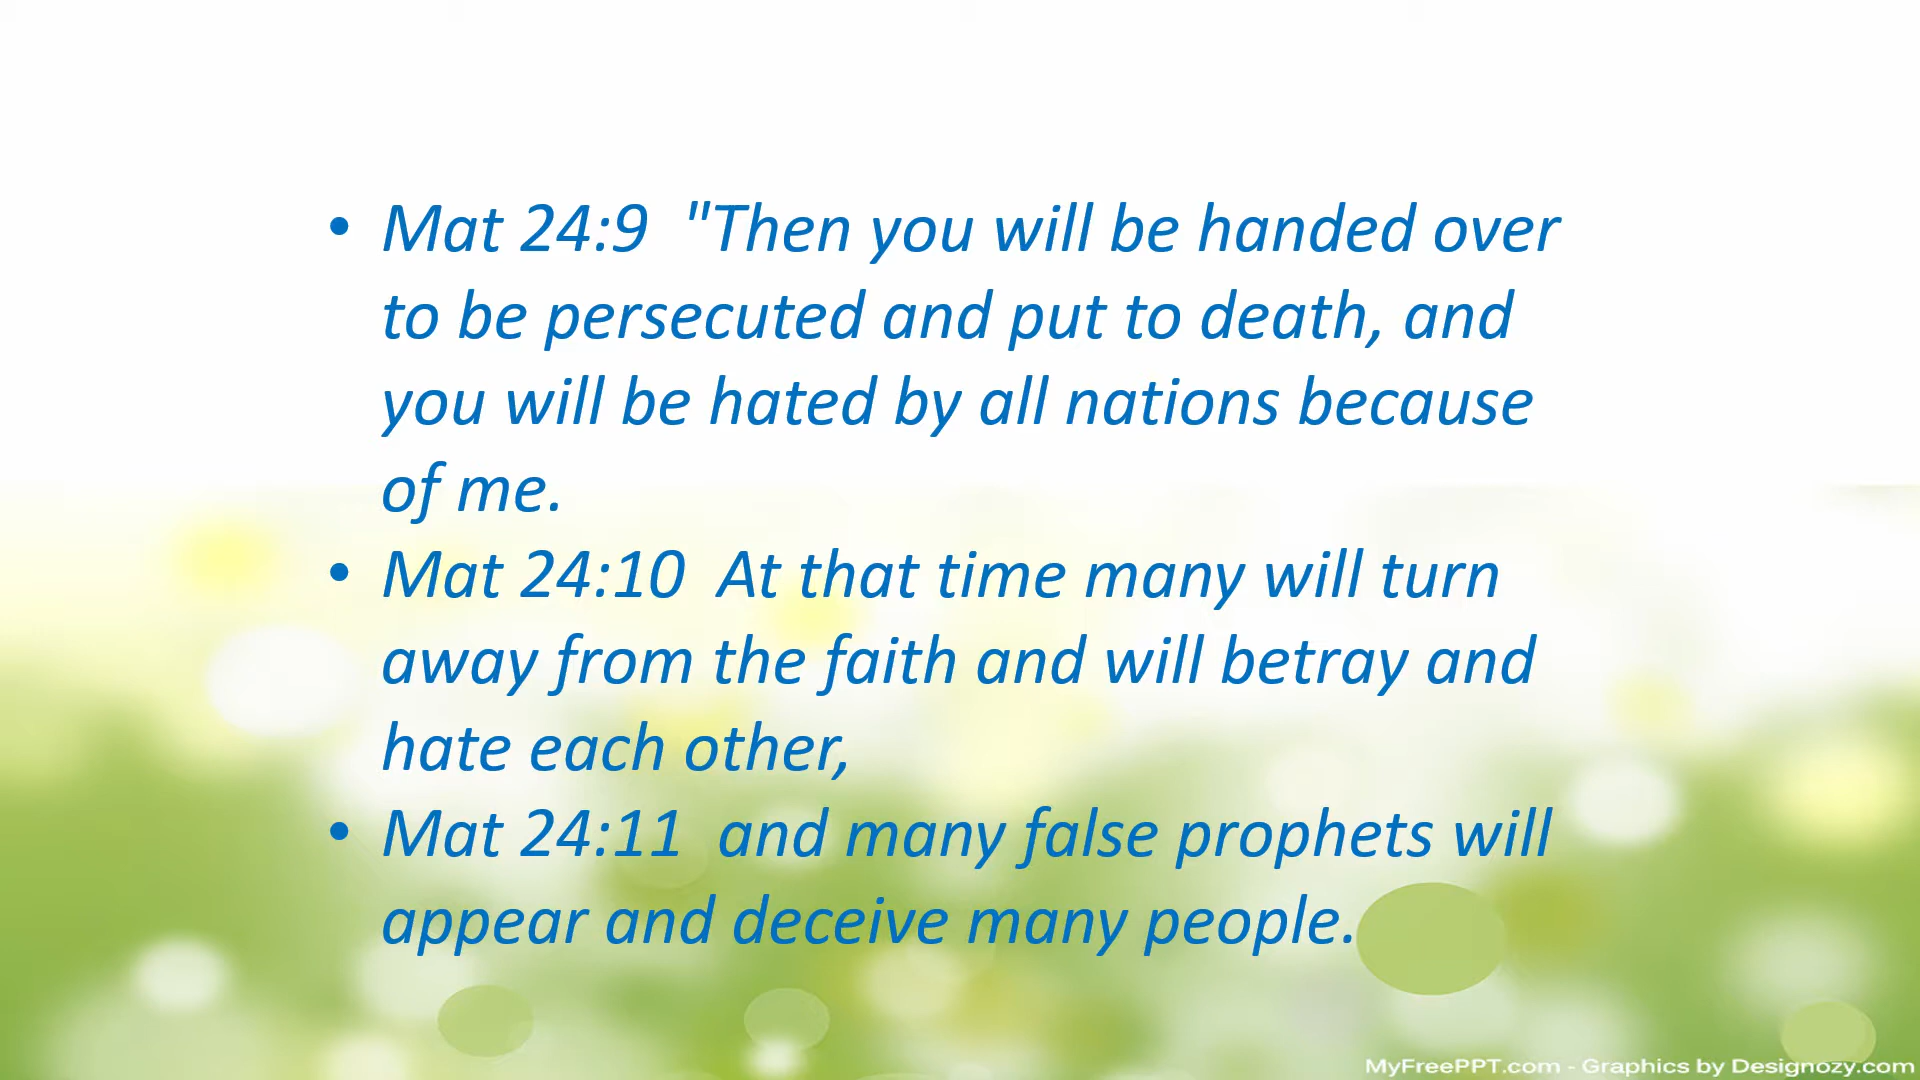 • Mat 24:9  "Then you will be handed over
to be persecuted and put to death, and
you will be hated by all nations because
of me.
• Mat 24:10  At that time many will turn
away from the faith and will betray and
hate each other,
• Mat 24:11  and many false prophets will
appear and deceive many people.
MyFreePPT.com - Graphics by Designozy.com